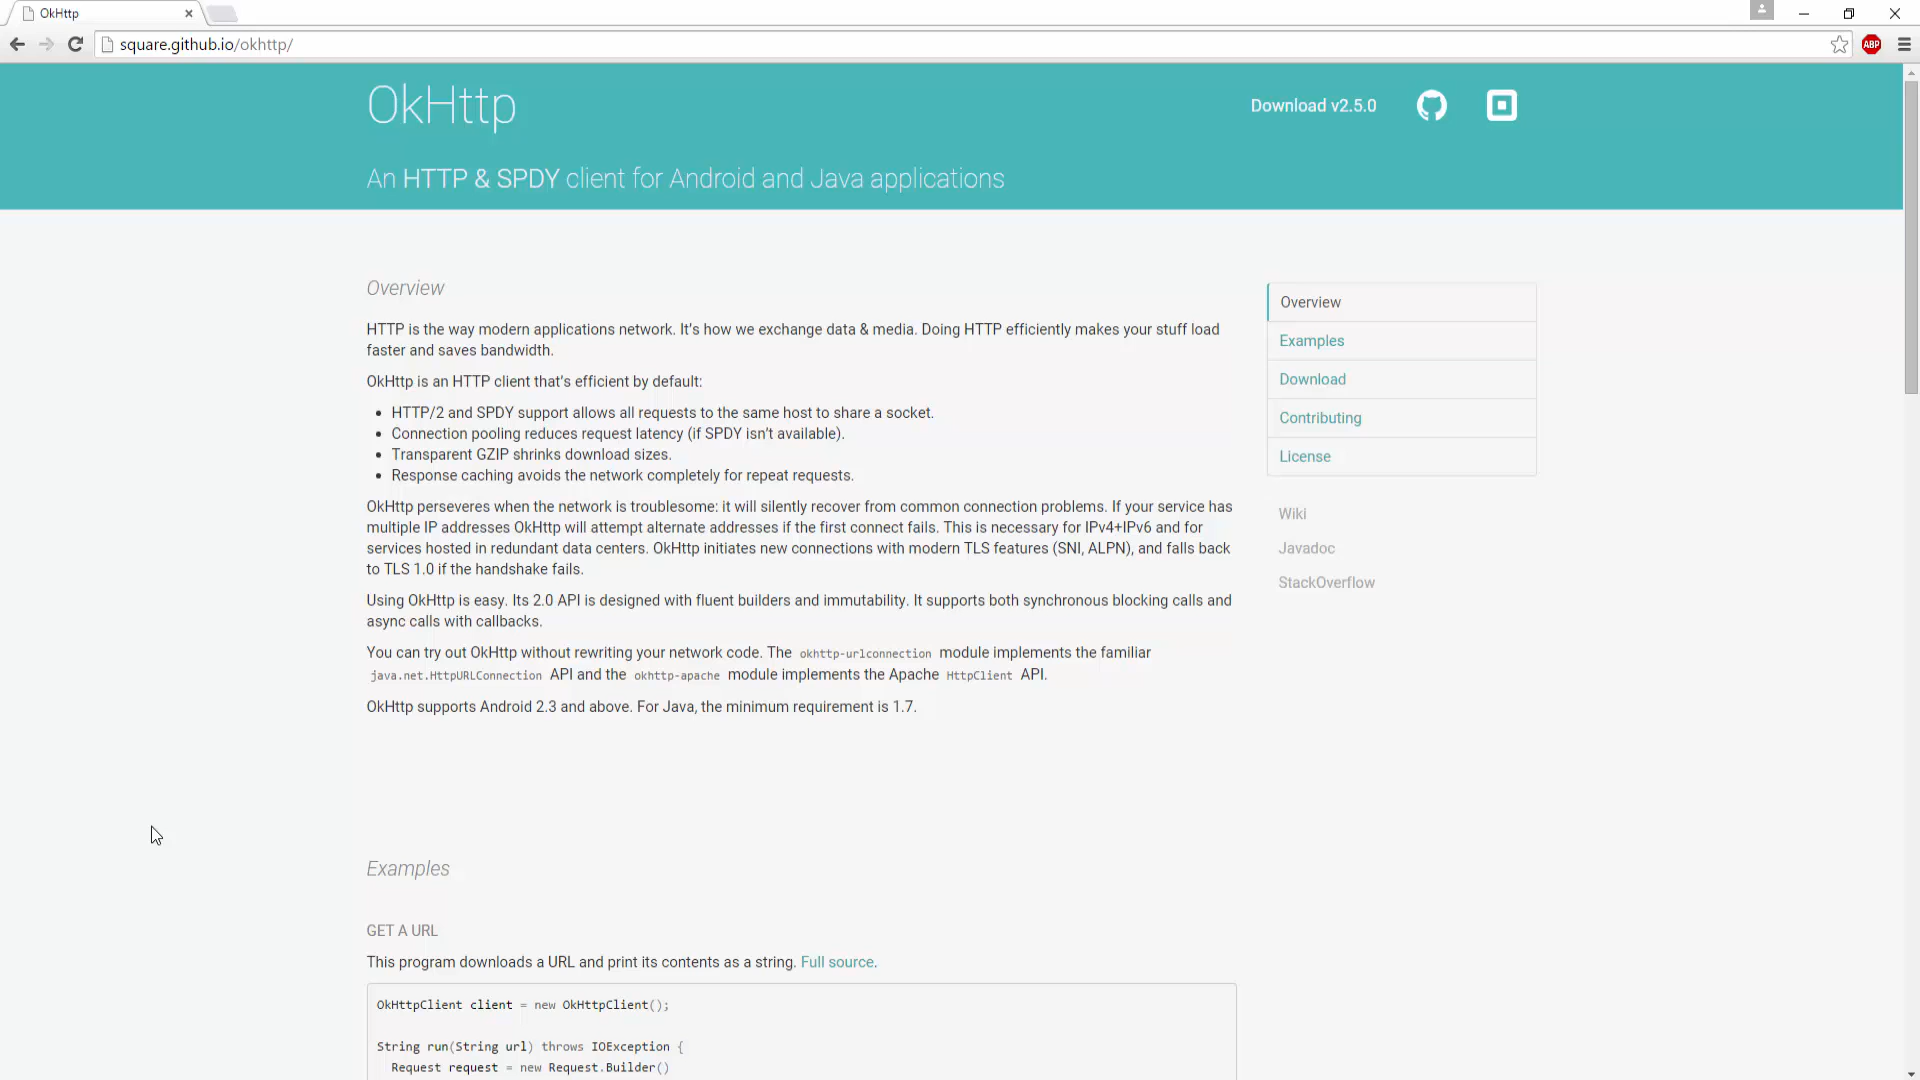 OkHttp
square.github.io/okhttp/
ABP
OkHttp
Download v2.5.0
An HTTP & SPDY client for Android and Java applications
Overview
HTTP is the way modern applications network. It’s how we exchange data & media. Doing HTTP efficiently makes your stuff load
faster and saves bandwidth.
OkHttp is an HTTP client that’s efficient by default:
HTTP/2 and SPDY support allows all requests to the same host to share a socket.
Connection pooling reduces request latency (if SPDY isn’t available).
Transparent GZIP shrinks download sizes.
Response caching avoids the network completely for repeat requests.
OkHttp perseveres when the network is troublesome: it will silently recover from common connection problems. If your service has
multiple IP addresses OkHttp will attempt alternate addresses if the first connect fails. This is necessary for IPv4+IPv6 and for
services hosted in redundant data centers. OkHttp initiates new connections with modern TLS features (SNI, ALPN), and falls back
to TLS 1.0 if the handshake fails.
Using OkHttp is easy. Its 2.0 API is designed with fluent builders and immutability. It supports both synchronous blocking calls and
async calls with callbacks.
You can try out OkHttp without rewriting your network code. The okhttp-urlconnection module implements the familiar
java.net.HttpURLConnection API and the okhttp-apache module implements the Apache HttpClient API.
OkHttp supports Android 2.3 and above. For Java, the minimum requirement is 1.7.
Overview
Examples
Download
Contributing
License
Wiki
Javadoc
StackOverflow
Examples
GET A URL
This program downloads a URL and print its contents as a string. Full source.
OkHttpClient client = new OkHttpClient();
String run(String url) throws IOException {
Request request = new Request.Builder()